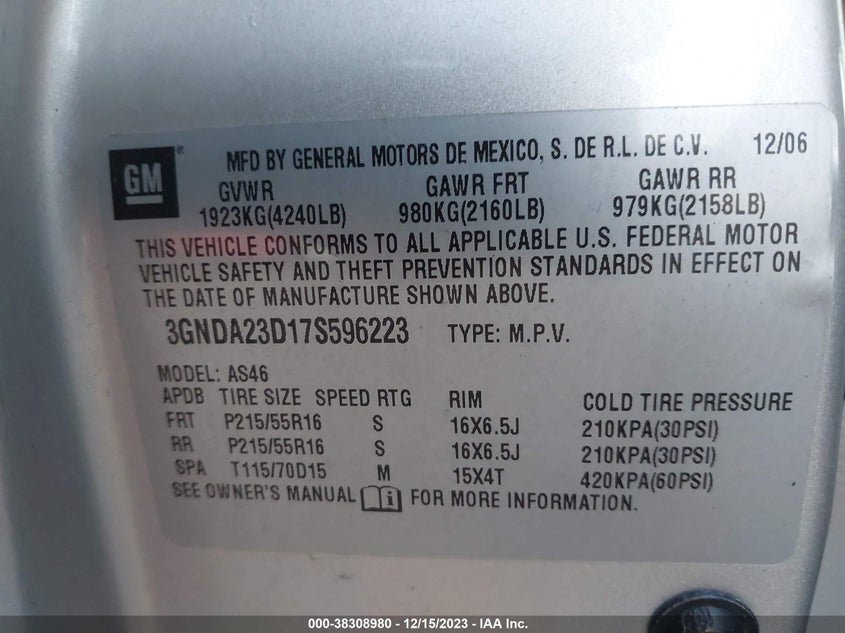 GM® MFD BY GENERAL MOTORS DE MEXICO, S. DE R.L. DE C.V. 12/06
GVWR GAWR FRT GAWR RR
1923KG(4240LB) 980KG(2160LB) 979KG(2158LB)
THIS VEHICLE CONFORMS TO ALL APPLICABLE U.S. FEDERAL MOTOR
VEHICLE SAFETY AND THEFT PREVENTION STANDARDS IN EFFECT ON
THE DATE OF MANUFACTURE SHOWN ABOVE.
3GNDA23D17S596223 TYPE: M.P.V.
MODEL: AS46
APDB TIRE SIZE SPEED RTG RIM COLD TIRE PRESSURE
FRT P215/55R16 S 16X6.5J 210KPA(30PSI)
RR P215/55R16 S 16X6.5J 210KPA(30PSI)
SPA T115/70D15 M 15X4T 420KPA(60PSI)
SEE OWNER'S MANUAL FOR MORE INFORMATION.
000-38308980 - 12/15/2023 - IAA Inc.